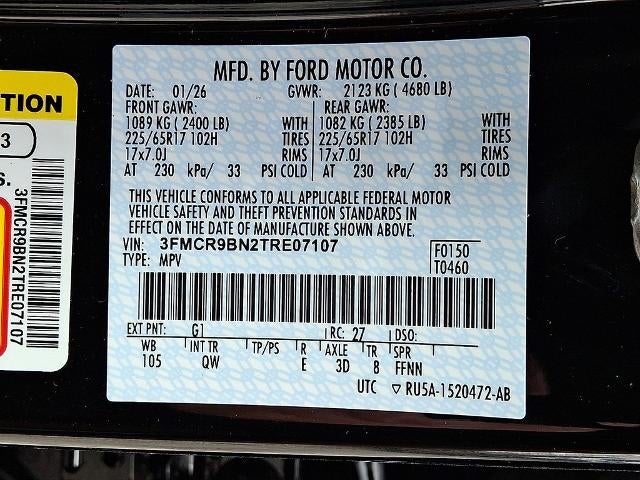 TION
3
S.
3FMCR9BN2TRE07107
MFD. BY FORD MOTOR CO.
DATE: 01/26 GVWR: 2123 KG ( 4680 LB)
FRONT GAWR: REAR GAWR:
1089 KG ( 2400 LB) WITH 1082 KG ( 2385 LB) WITH
225/65R17 102H TIRES 225/65R17 102H TIRES
17x7.0J RIMS 17x7.0J RIMS
AT 230 kPa/ 33 PSI COLD AT 230 kPa/ 33 PSI COLD
THIS VEHICLE CONFORMS TO ALL APPLICABLE FEDERAL MOTOR
VEHICLE SAFETY AND THEFT PREVENTION STANDARDS IN
EFFECT ON THE DATE OF MANUFACTURE SHOWN ABOVE.
VIN: 3FMCR9BN2TRE07107 F0150
TYPE: MPV T0460
EXT PNT: G1 RC: 27 DSO:
WB INT TR TP/PS R AXLE TR SPR
105 QW E 3D 8 FFNN
UTC ▽ RU5A-1520472-AB